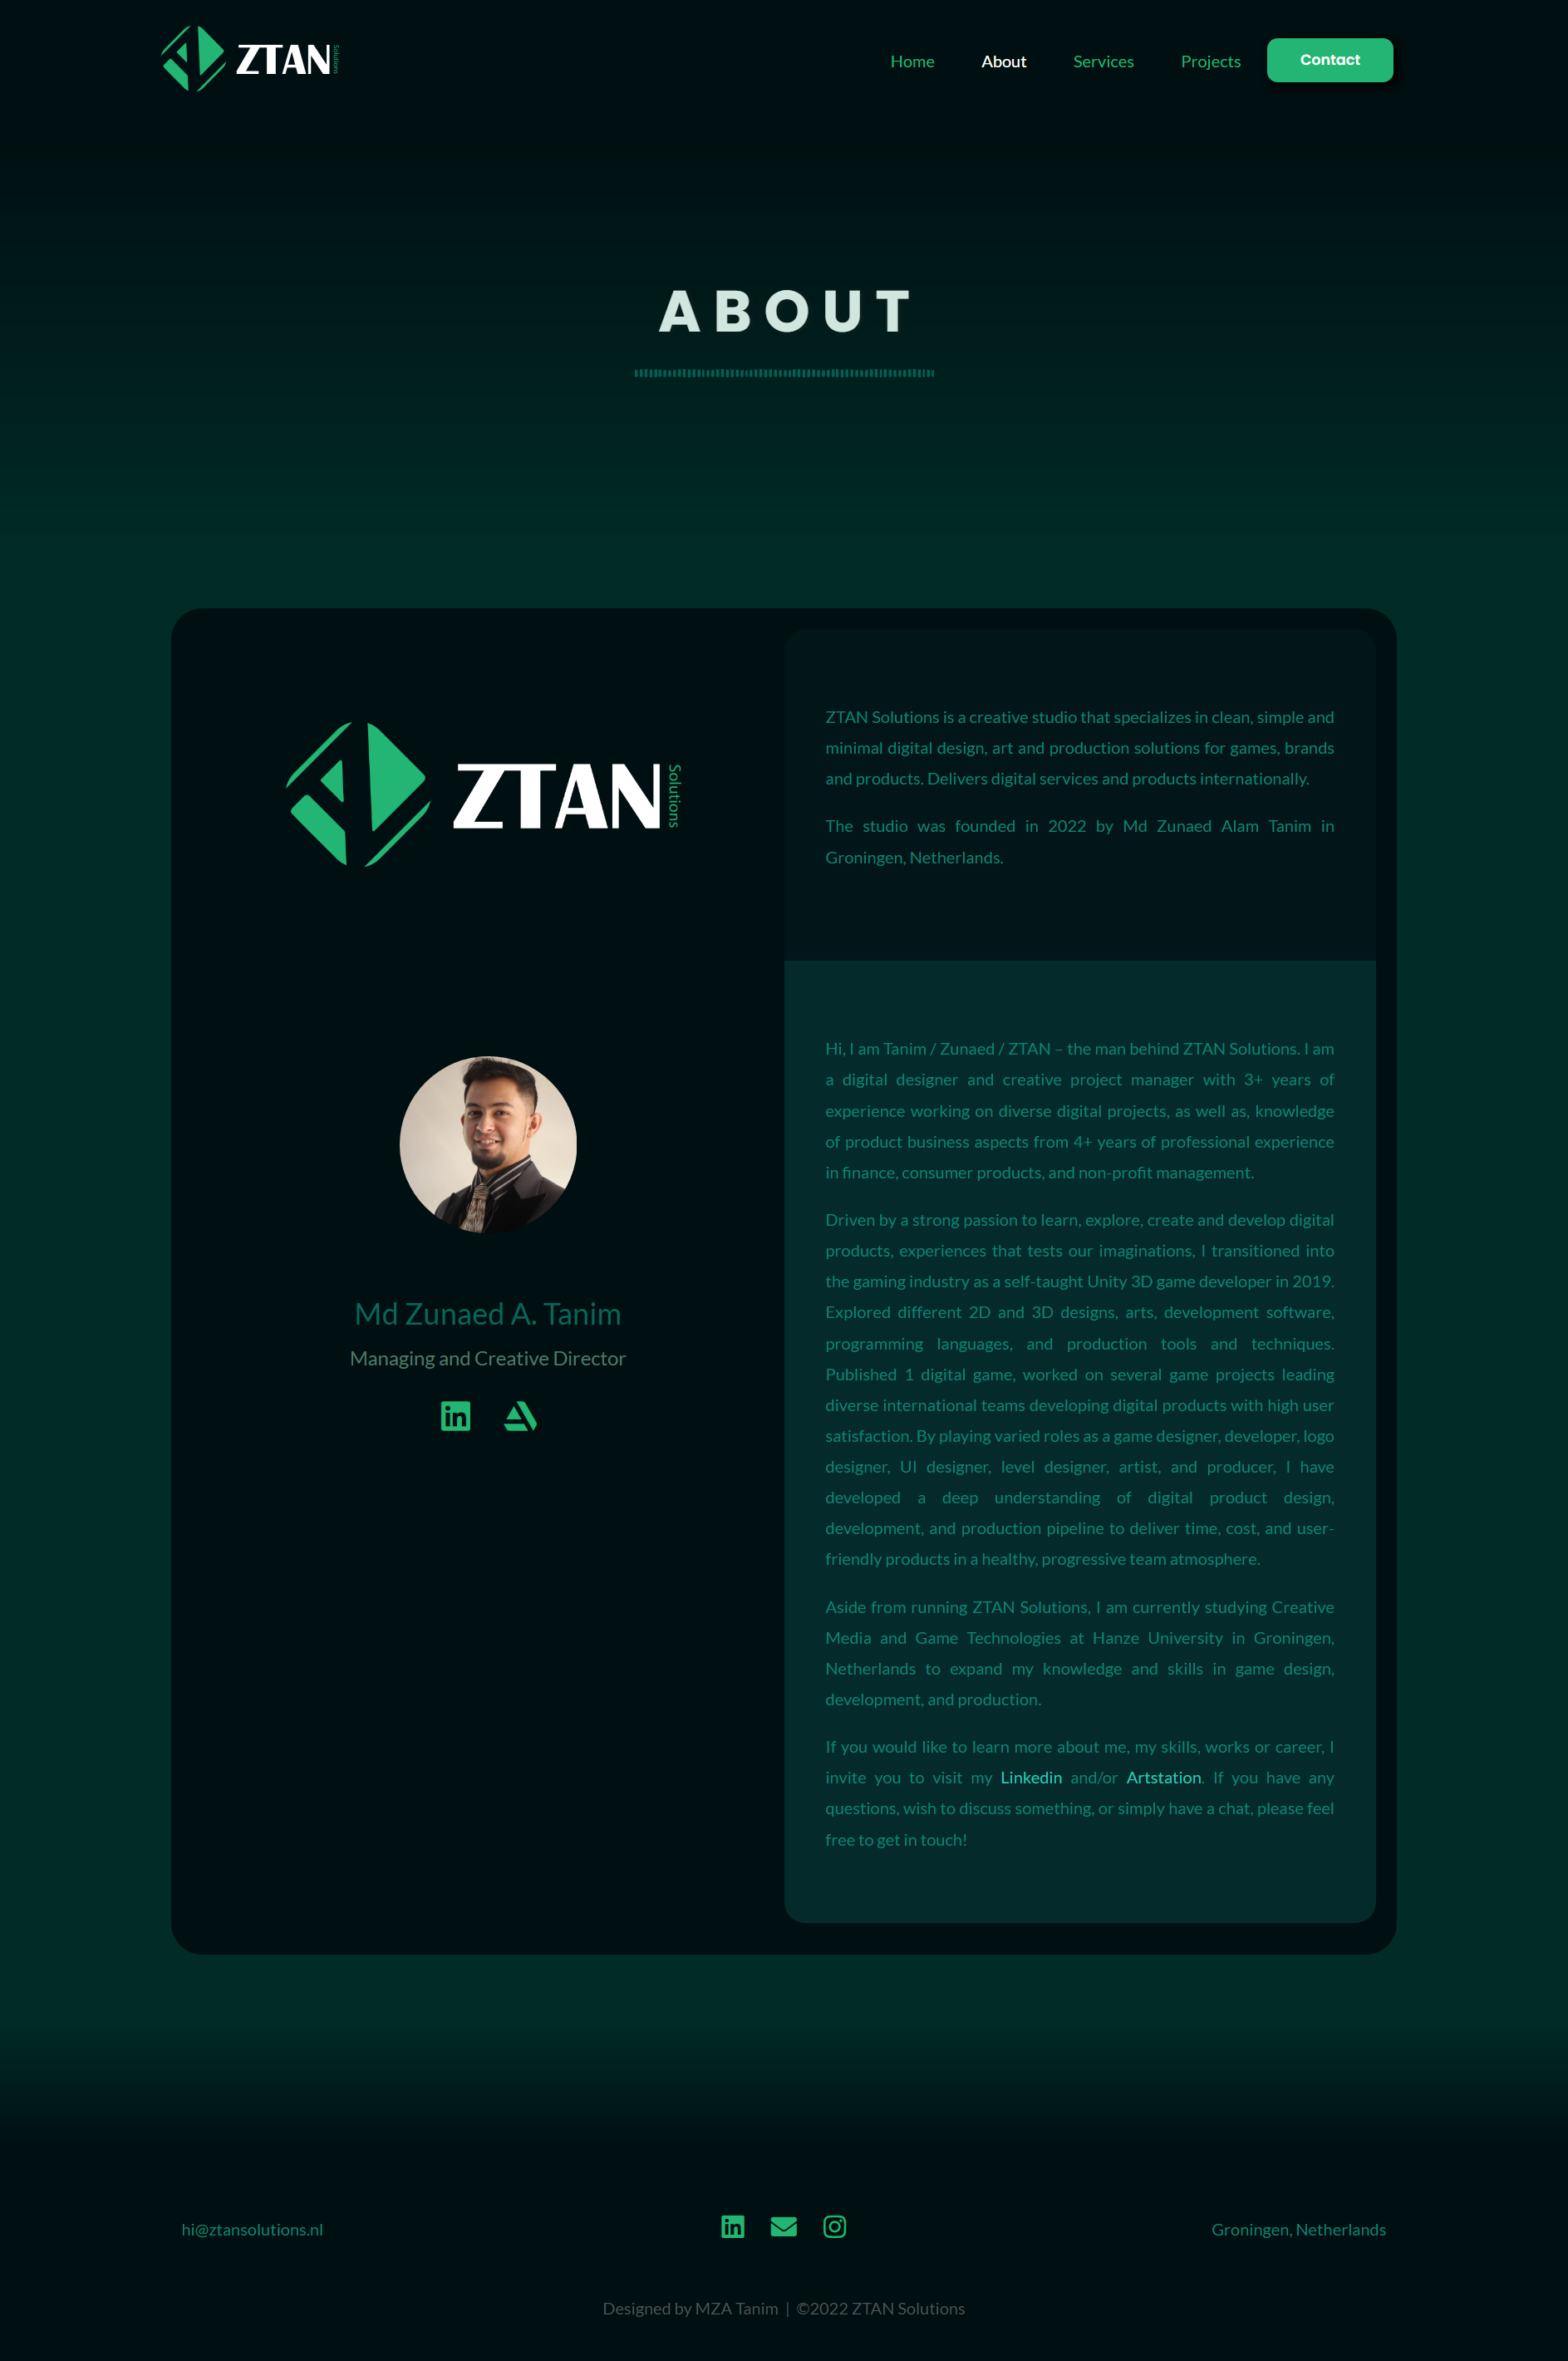 ZTAN Solutions
Home
About
Services
Projects
Contact
ABOUT
ZTAN Solutions
ZTAN Solutions is a creative studio that specializes in clean, simple and
minimal digital design, art and production solutions for games, brands
and products. Delivers digital services and products internationally.
The studio was founded in 2022 by Md Zunaed Alam Tanim in
Groningen, Netherlands.
Md Zunaed A. Tanim
Managing and Creative Director
Hi, I am Tanim / Zunaed / ZTAN – the man behind ZTAN Solutions. I am
a digital designer and creative project manager with 3+ years of
experience working on diverse digital projects, as well as, knowledge
of product business aspects from 4+ years of professional experience
in finance, consumer products, and non-profit management.
Driven by a strong passion to learn, explore, create and develop digital
products, experiences that tests our imaginations, I transitioned into
the gaming industry as a self-taught Unity 3D game developer in 2019.
Explored different 2D and 3D designs, arts, development software,
programming languages, and production tools and techniques.
Published 1 digital game, worked on several game projects leading
diverse international teams developing digital products with high user
satisfaction. By playing varied roles as a game designer, developer, logo
designer, UI designer, level designer, artist, and producer, I have
developed a deep understanding of digital product design,
development, and production pipeline to deliver time, cost, and user-
friendly products in a healthy, progressive team atmosphere.
Aside from running ZTAN Solutions, I am currently studying Creative
Media and Game Technologies at Hanze University in Groningen,
Netherlands to expand my knowledge and skills in game design,
development, and production.
If you would like to learn more about me, my skills, works or career, I
invite you to visit my Linkedin and/or Artstation. If you have any
questions, wish to discuss something, or simply have a chat, please feel
free to get in touch!
hi@ztansolutions.nl
Groningen, Netherlands
Designed by MZA Tanim | ©2022 ZTAN Solutions